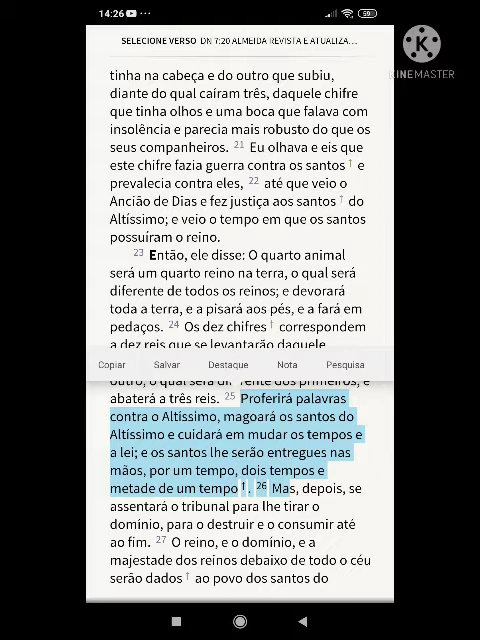 14:26
59
SELECIONE VERSO DN 7:20 ALMEIDA REVISTA E ATUALIZA...
KINEMASTER
tinha na cabeça e do outro que subiu,
diante do qual caíram três, daquele chifre
que tinha olhos e uma boca que falava com
insolência e parecia mais robusto do que os
seus companheiros. 21 Eu olhava e eis que
este chifre fazia guerra contra os santos † e
prevalecia contra eles, 22 até que veio o
Ancião de Dias e fez justiça aos santos † do
Altíssimo; e veio o tempo em que os santos
possuíram o reino.
23 Então, ele disse: O quarto animal
será um quarto reino na terra, o qual será
diferente de todos os reinos; e devorará
toda a terra, e a pisará aos pés, e a fará em
pedaços. 24 Os dez chifres † correspondem
a dez reis que se levantarão daquele
Copiar Salvar Destaque Nota Pesquisa
outro, o qual será di rente dos primeiros, e
abaterá a três reis. 25 Proferirá palavras
contra o Altíssimo, magoará os santos do
Altíssimo e cuidará em mudar os tempos e
a lei; e os santos lhe serão entregues nas
mãos, por um tempo, dois tempos e
metade de um tempo †. 26 Mas, depois, se
assentará o tribunal para lhe tirar o
domínio, para o destruir e o consumir até
ao fim. 27 O reino, e o domínio, e a
majestade dos reinos debaixo de todo o céu
serão dados † ao povo dos santos do